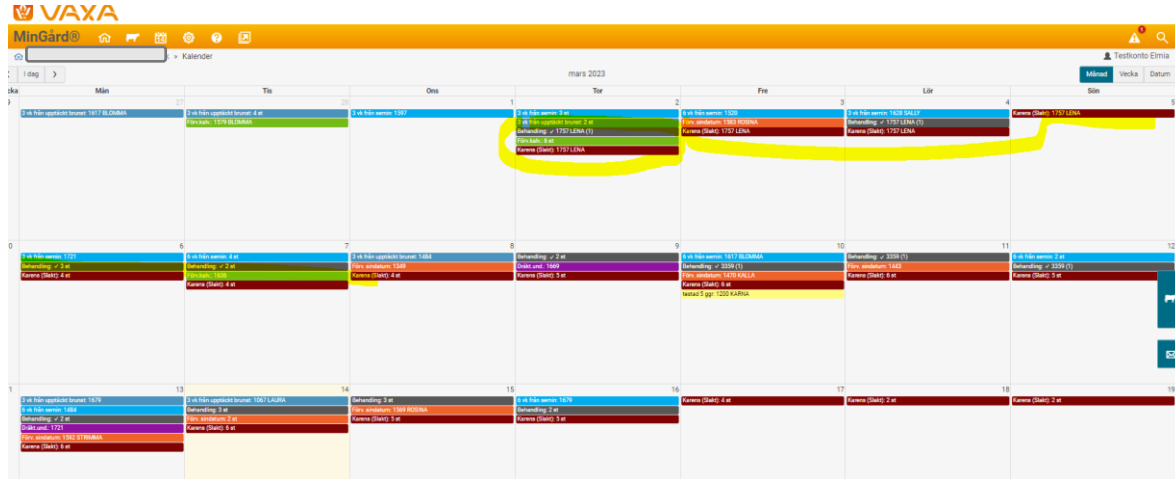 VÄXA
MinGård®
» Kalender
Testkonto Elmia
I dag
mars 2023
Månad Vecka Datum
Mån Tis Ons Tor Fre Lör Sön
27
3 vk från upptäckt brunst: 1617 BLOMMA
28
3 vk från upptäckt brunst: 4 st
Förv.kalv.: 1579 BLOMMA
1
3 vk från semin: 1597
2
3 vk från semin: 3 st
3 vk från upptäckt brunst: 2 st
Behandling: ✓ 1757 LENA (1)
Förv.kalv.: 6 st
Karens (Slakt): 1757 LENA
3
6 vk från semin: 1520
Förv. sindatum: 1583 ROSINA
Karens (Slakt): 1757 LENA
4
3 vk från semin: 1628 SALLY
Behandling: ✓ 1757 LENA (1)
Karens (Slakt): 1757 LENA
5
Karens (Slakt): 1757 LENA
6
3 vk från semin: 1721
Behandling: ✓ 3 st
Karens (Slakt): 4 st
7
6 vk från semin: 4 st
Behandling: ✓ 2 st
Karens (Slakt): 4 st
8
3 vk från upptäckt brunst: 1484
Förv. sindatum: 1349
Karens (Slakt): 4 st
9
Behandling: ✓ 2 st
Dräkt.und.: 1669
Karens (Slakt): 5 st
10
6 vk från semin: 1617 BLOMMA
Behandling: ✓ 3359 (1)
Förv. sindatum: 1470 KALLA
Karens (Slakt): 6 st
testad 5 ggr: 1200 KARNA
11
Behandling: ✓ 3359 (1)
Förv. sindatum: 1443
Karens (Slakt): 6 st
12
6 vk från semin: 2 st
Behandling: ✓ 3359 (1)
Karens (Slakt): 5 st
13
3 vk från upptäckt brunst: 1679
6 vk från semin: 1484
Behandling: ✓ 2 st
Dräkt.und.: 1721
Förv. sindatum: 1592 STRIMMA
Karens (Slakt): 6 st
14
3 vk från upptäckt brunst: 1067 LAURA
Behandling: 3 st
Förv. sindatum: 2 st
Karens (Slakt): 6 st
15
Behandling: 3 st
Förv. sindatum: 1569 ROSINA
Karens (Slakt): 5 st
16
6 vk från semin: 1679
Behandling: 2 st
Karens (Slakt): 5 st
17
Karens (Slakt): 4 st
18
Karens (Slakt): 2 st
19
Karens (Slakt): 2 st